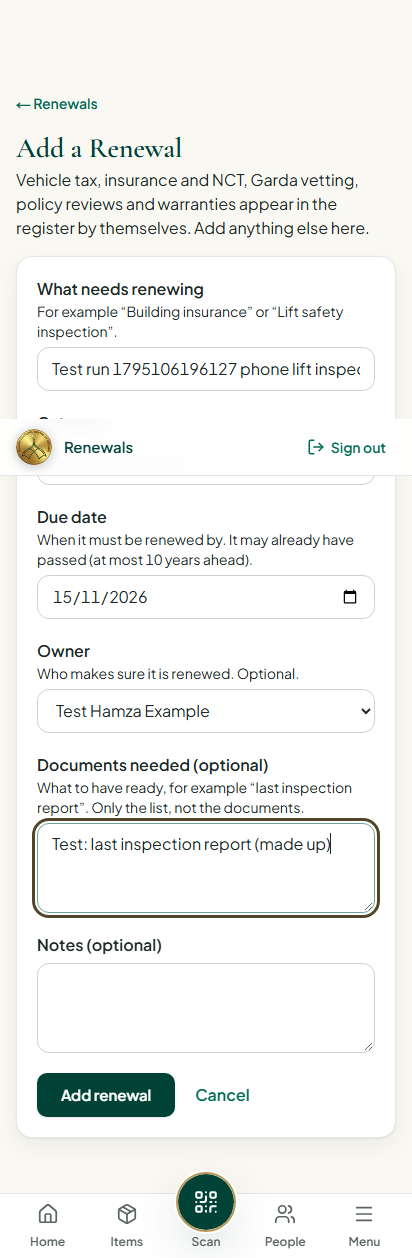 ← Renewals
Add a Renewal
Vehicle tax, insurance and NCT, Garda vetting,
policy reviews and warranties appear in the
register by themselves. Add anything else here.
What needs renewing
For example “Building insurance” or “Lift safety
inspection”.
Test run 1795106196127 phone lift inspec
Renewals
Sign out
Due date
When it must be renewed by. It may already have
passed (at most 10 years ahead).
15/11/2026
Owner
Who makes sure it is renewed. Optional.
Test Hamza Example
Documents needed (optional)
What to have ready, for example “last inspection
report”. Only the list, not the documents.
Test: last inspection report (made up)
Notes (optional)
Add renewal
Cancel
Home
Items
Scan
People
Menu